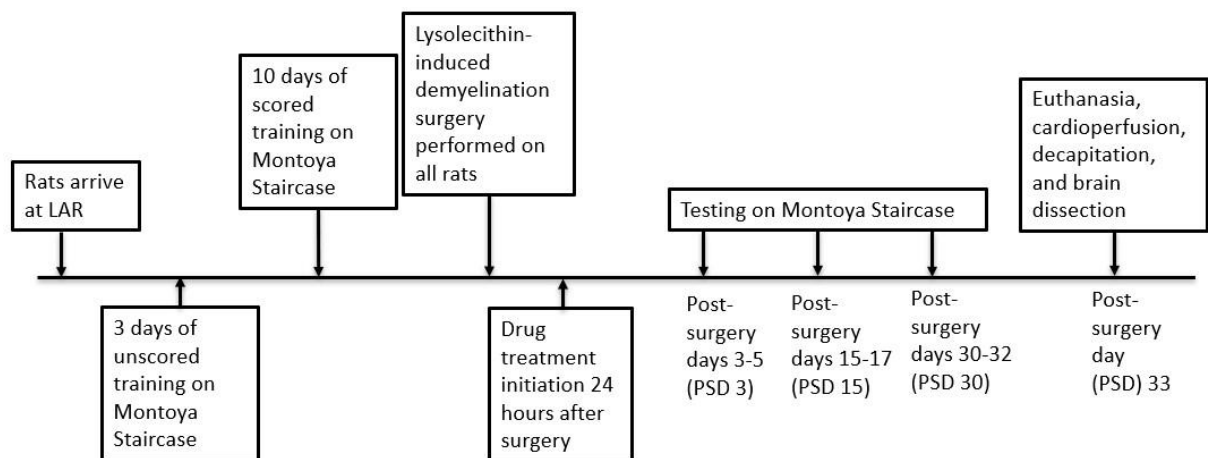 Rats arrive
at LAR
3 days of
unscored
training on
Montoya
Staircase
10 days of
scored
training on
Montoya
Staircase
Lysolecithin-
induced
demyelination
surgery
performed on
all rats
Drug
treatment
initiation 24
hours after
surgery
Testing on Montoya Staircase
Post-
surgery
days 3-5
(PSD 3)
Post-
surgery
days 15-17
(PSD 15)
Post-
surgery
days 30-32
(PSD 30)
Euthanasia,
cardioperfusion,
decapitation,
and brain
dissection
Post-
surgery
day
(PSD) 33